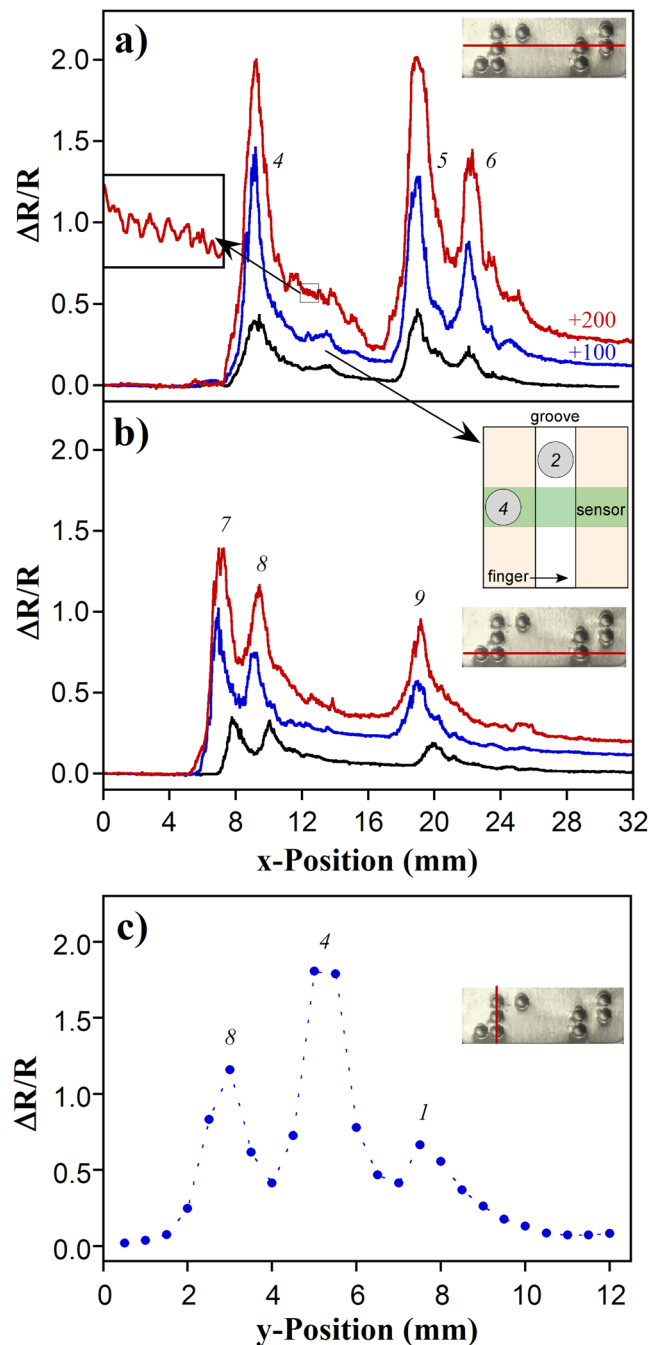 a)
2.0
1.5
1.0
0.5
0.0
ΔR/R
4
5
6
+200
+100
b)
2.0
1.5
1.0
0.5
0.0
ΔR/R
7
8
9
groove
2
4
sensor
finger
0 4 8 12 16 20 24 28 32
x-Position (mm)
c)
2.0
1.5
1.0
0.5
0.0
ΔR/R
8
4
1
0 2 4 6 8 10 12
y-Position (mm)